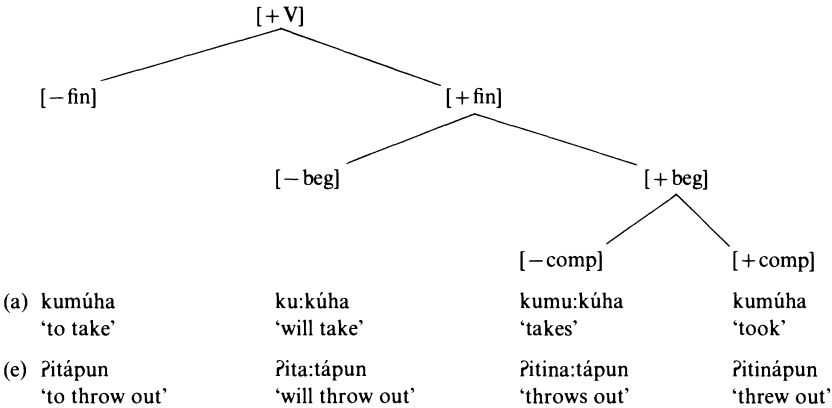 [+V]
[−fin] [+fin]
[−beg] [+beg]
[−comp] [+comp]
(a) kumúha ku:kúha kumu:kúha kumúha
‘to take’ ‘will take’ ‘takes’ ‘took’
(e) ʔitápun ʔita:tápun ʔitina:tápun ʔitinápun
‘to throw out’ ‘will throw out’ ‘throws out’ ‘threw out’